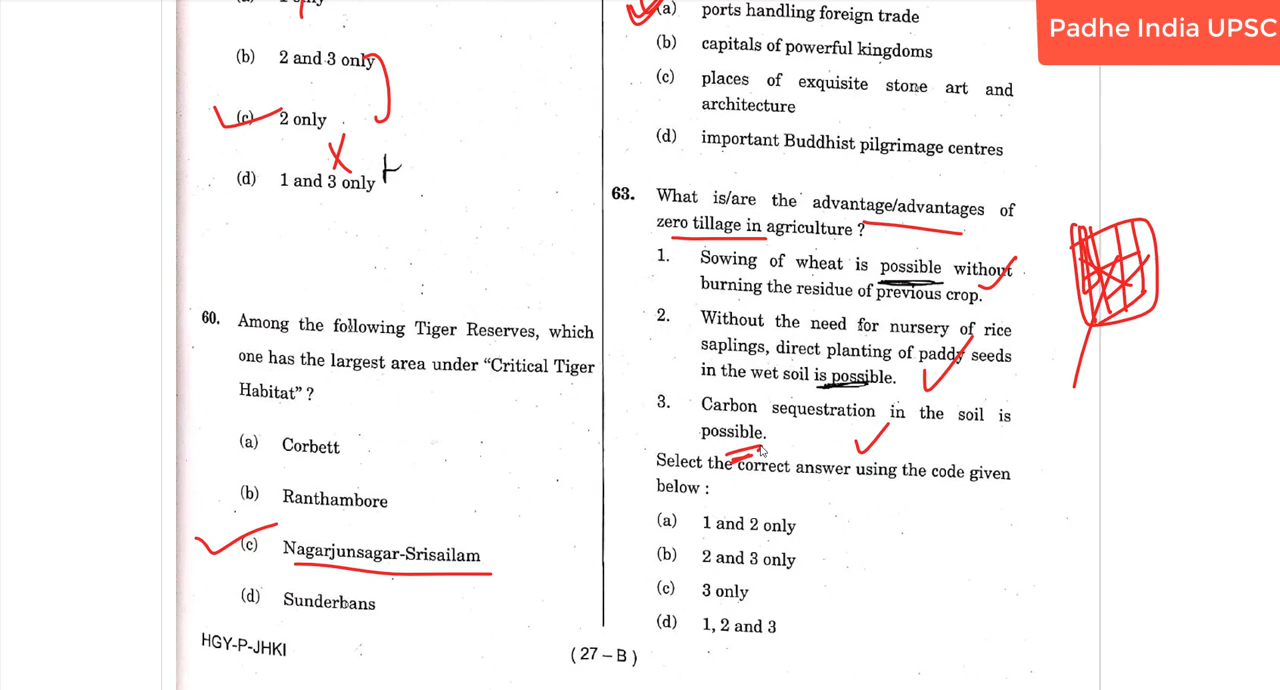 (b) 2 and 3 only
(c) 2 only
(d) 1 and 3 only
60. Among the following Tiger Reserves, which
one has the largest area under “Critical Tiger
Habitat” ?
(a) Corbett
(b) Ranthambore
(c) Nagarjunsagar-Srisailam
(d) Sunderbans
HGY-P-JHKI
(a) ports handling foreign trade
(b) capitals of powerful kingdoms
(c) places of exquisite stone art and
architecture
(d) important Buddhist pilgrimage centres
63. What is/are the advantage/advantages of
zero tillage in agriculture ?
1. Sowing of wheat is possible without
burning the residue of previous crop.
2. Without the need for nursery of rice
saplings, direct planting of paddy seeds
in the wet soil is possible.
3. Carbon sequestration in the soil is
possible.
Select the correct answer using the code given
below :
(a) 1 and 2 only
(b) 2 and 3 only
(c) 3 only
(d) 1, 2 and 3
( 27 – B )
Padhe India UPSC